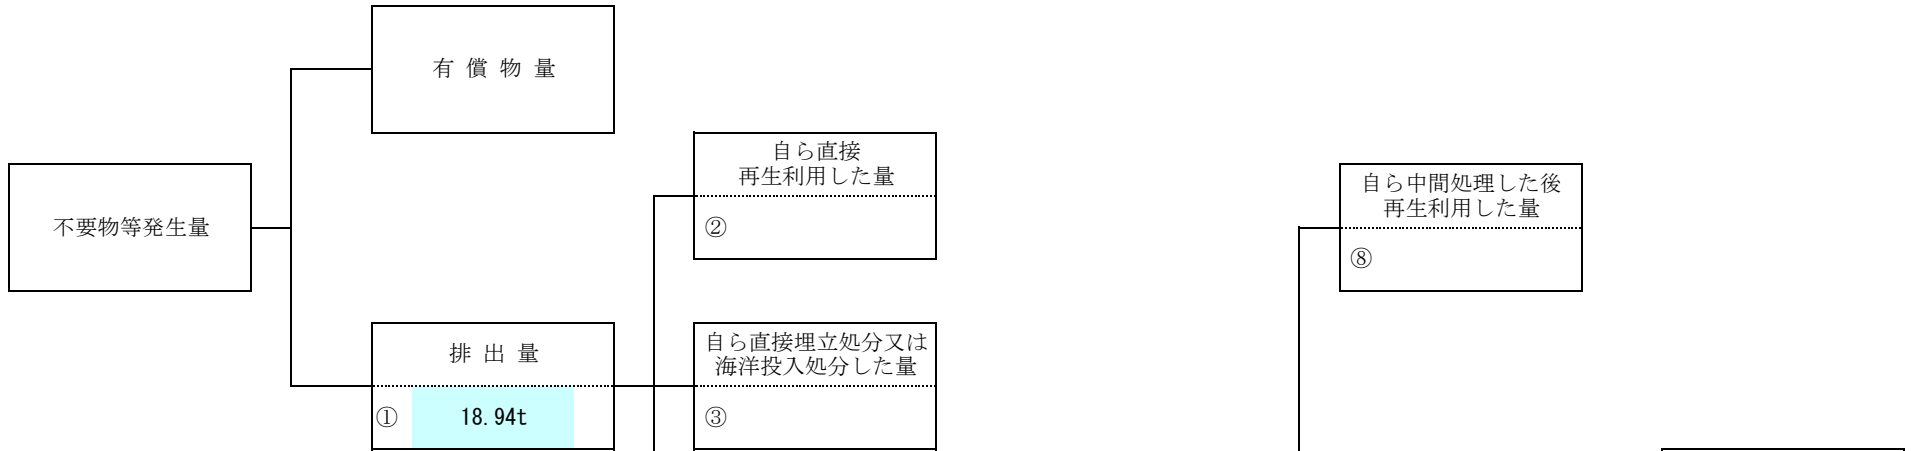 有 償 物 量
自ら直接
再生利用した量
②
不要物等発生量
自ら中間処理した後
再生利用した量
⑧
排 出 量
① 18.94t
自ら直接埋立処分又は
海洋投入処分した量
③